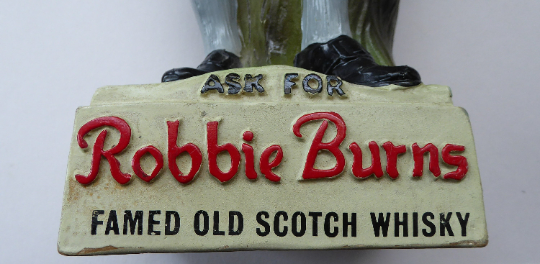 ASK FOR
Robbie Burns
FAMED OLD SCOTCH WHISKY